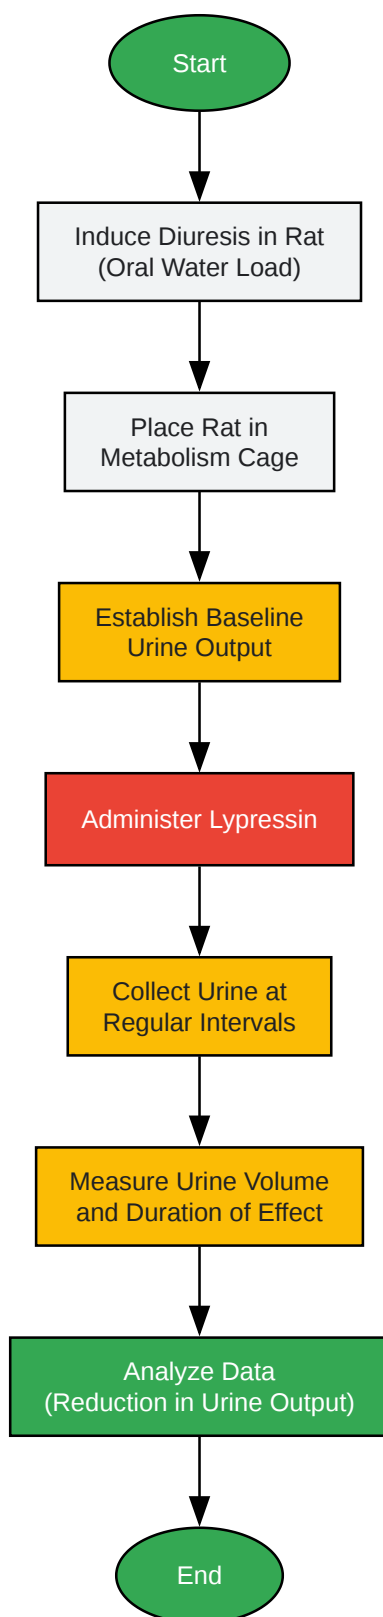 Start
Induce Diuresis in Rat
(Oral Water Load)
Place Rat in
Metabolism Cage
Establish Baseline
Urine Output
Administer Lypressin
Collect Urine at
Regular Intervals
Measure Urine Volume
and Duration of Effect
Analyze Data
(Reduction in Urine Output)
End